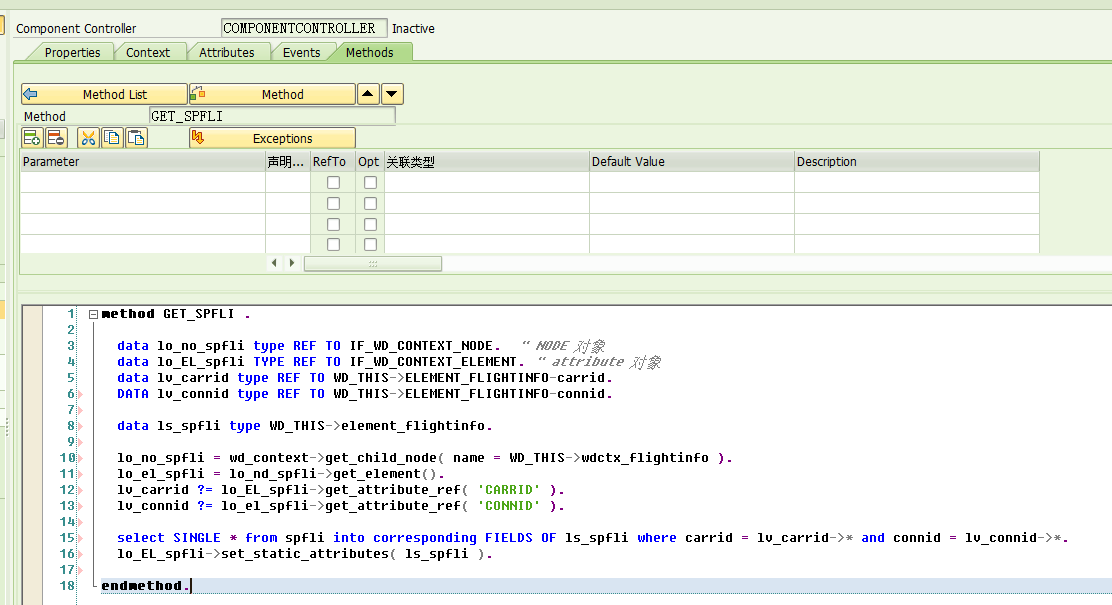 Component Controller COMPONENTCONTROLLER Inactive
Properties Context Attributes Events Methods
Method List Method
Method GET_SPFLI
Exceptions
Parameter 声明... RefTo Opt 关联类型 Default Value Description
1 method GET_SPFLI .
2
3 data lo_no_spfli type REF TO IF_WD_CONTEXT_NODE. “ NODE 对象
4 data lo_EL_spfli TYPE REF TO IF_WD_CONTEXT_ELEMENT. “ attribute 对象
5 data lv_carrid type REF TO WD_THIS->ELEMENT_FLIGHTINFO-carrid.
6 DATA lv_connid type REF TO WD_THIS->ELEMENT_FLIGHTINFO-connid.
7
8 data ls_spfli type WD_THIS->element_flightinfo.
9
10 lo_no_spfli = wd_context->get_child_node( name = WD_THIS->wdctx_flightinfo ).
11 lo_el_spfli = lo_nd_spfli->get_element().
12 lv_carrid ?= lo_EL_spfli->get_attribute_ref( 'CARRID' ).
13 lv_connid ?= lo_el_spfli->get_attribute_ref( 'CONNID' ).
14
15 select SINGLE * from spfli into corresponding FIELDS OF ls_spfli where carrid = lv_carrid->* and connid = lv_connid->*.
16 lo_EL_spfli->set_static_attributes( ls_spfli ).
17
18 endmethod.